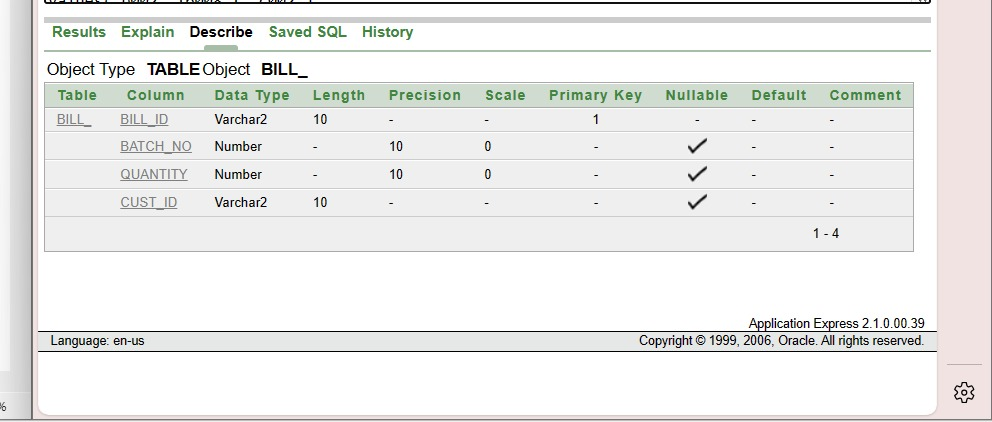 Results Explain Describe Saved SQL History
Object Type TABLE Object BILL_
Table Column Data Type Length Precision Scale Primary Key Nullable Default Comment
BILL_ BILL_ID Varchar2 10 - - 1 - - -
BATCH_NO Number - 10 0 - - -
QUANTITY Number - 10 0 - - -
CUST_ID Varchar2 10 - - - - -
1 - 4
Application Express 2.1.0.00.39
Language: en-us Copyright © 1999, 2006, Oracle. All rights reserved.
%